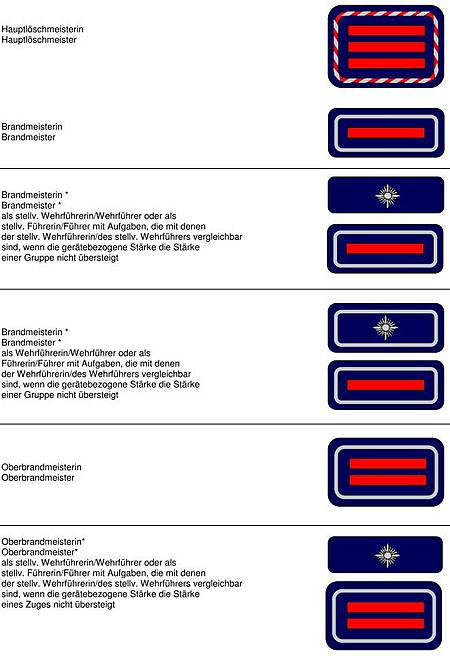 Hauptlöschmeisterin
Hauptlöschmeister
Brandmeisterin
Brandmeister
Brandmeisterin *
Brandmeister *
als stellv. Wehrführerin/Wehrführer oder als
stellv. Führerin/Führer mit Aufgaben, die mit denen
der stellv. Wehrführerin/des stellv. Wehrführers vergleichbar
sind, wenn die gerätebezogene Stärke die Stärke
einer Gruppe nicht übersteigt
Brandmeisterin *
Brandmeister *
als Wehrführerin/Wehrführer oder als
Führerin/Führer mit Aufgaben, die mit denen
der Wehrführerin/des Wehrführers vergleichbar
sind, wenn die gerätebezogene Stärke die Stärke
einer Gruppe nicht übersteigt
Oberbrandmeisterin
Oberbrandmeister
Oberbrandmeisterin*
Oberbrandmeister*
als stellv. Wehrführerin/Wehrführer oder als
stellv. Führerin/Führer mit Aufgaben, die mit denen
der stellv. Wehrführerin/des stellv. Wehrführers vergleichbar
sind, wenn die gerätebezogene Stärke die Stärke
eines Zuges nicht übersteigt